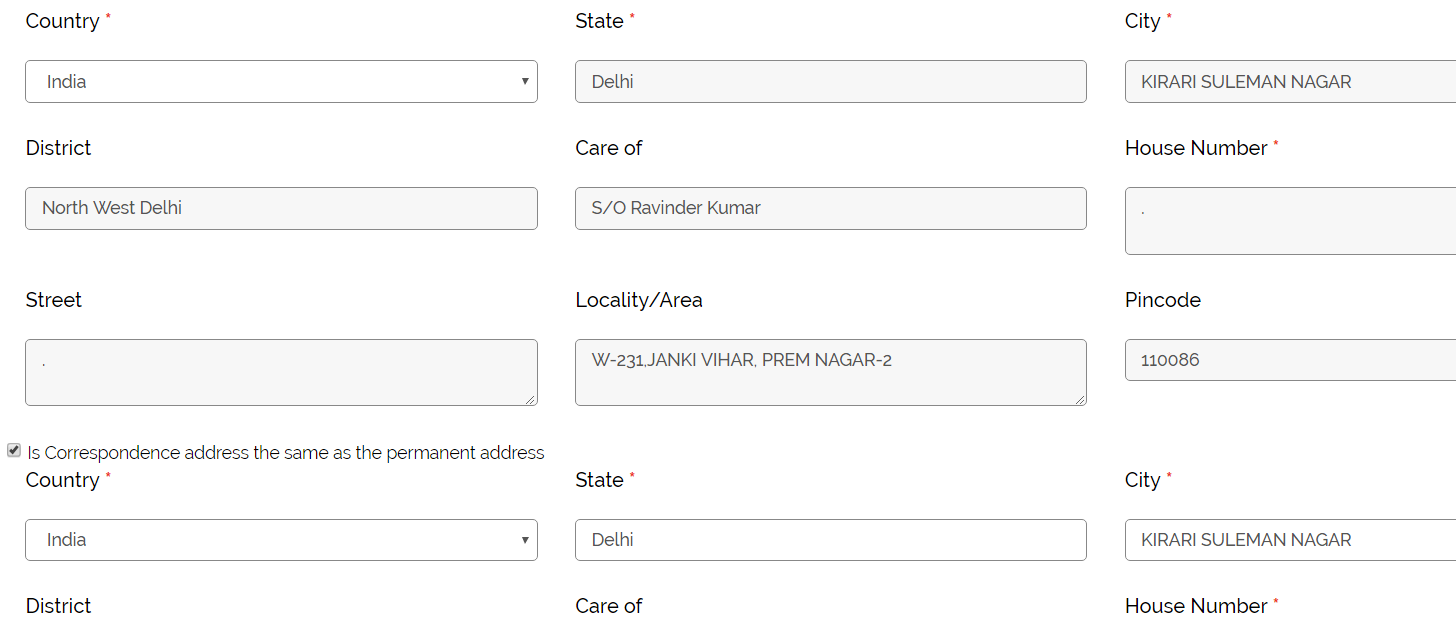 Country * State * City *
India Delhi KIRARI SULEMAN NAGAR
District Care of House Number *
North West Delhi S/O Ravinder Kumar .
Street Locality/Area Pincode
. W-231,JANKI VIHAR, PREM NAGAR-2 110086
Is Correspondence address the same as the permanent address
Country * State * City *
India Delhi KIRARI SULEMAN NAGAR
District Care of House Number *